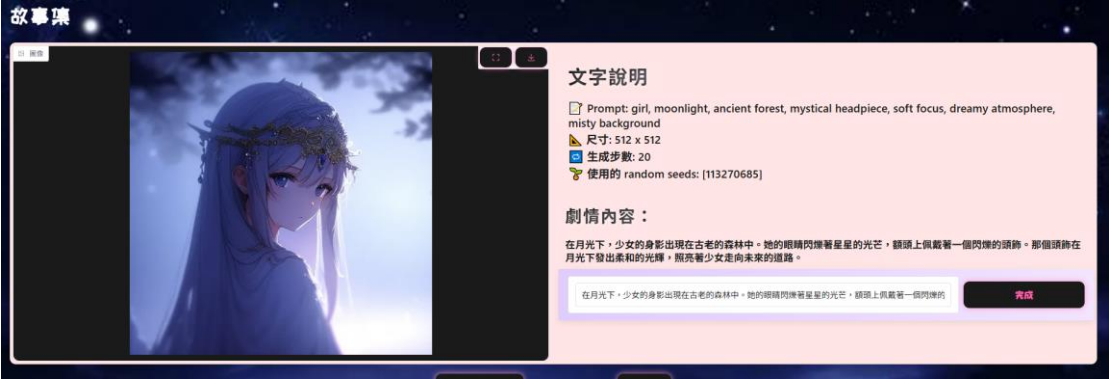 故事集
圖像
文字說明
📝 Prompt: girl, moonlight, ancient forest, mystical headpiece, soft focus, dreamy atmosphere,
misty background
📐 尺寸: 512 x 512
🔁 生成步數: 20
🌱 使用的 random seeds: [113270685]
劇情內容：
在月光下，少女的身影出現在古老的森林中。她的眼睛閃爍著星星的光芒，額頭上佩戴著一個閃爍的頭飾。那個頭飾在
月光下發出柔和的光輝，照亮著少女走向未來的道路。
在月光下，少女的身影出現在古老的森林中。她的眼睛閃爍著星星的光芒，額頭上佩戴著一個閃爍的
完成